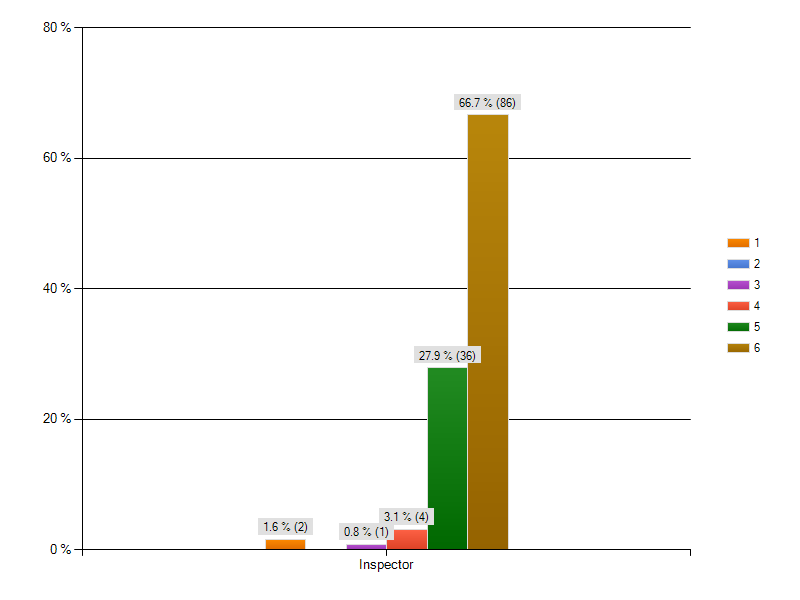 80 %
66.7 % (86)
60 %
1
2
3
40 %
4
5
6
27.9 % (36)
20 %
3.1 % (4)
1.6 % (2)
0.8 % (1)
0 %
Inspector